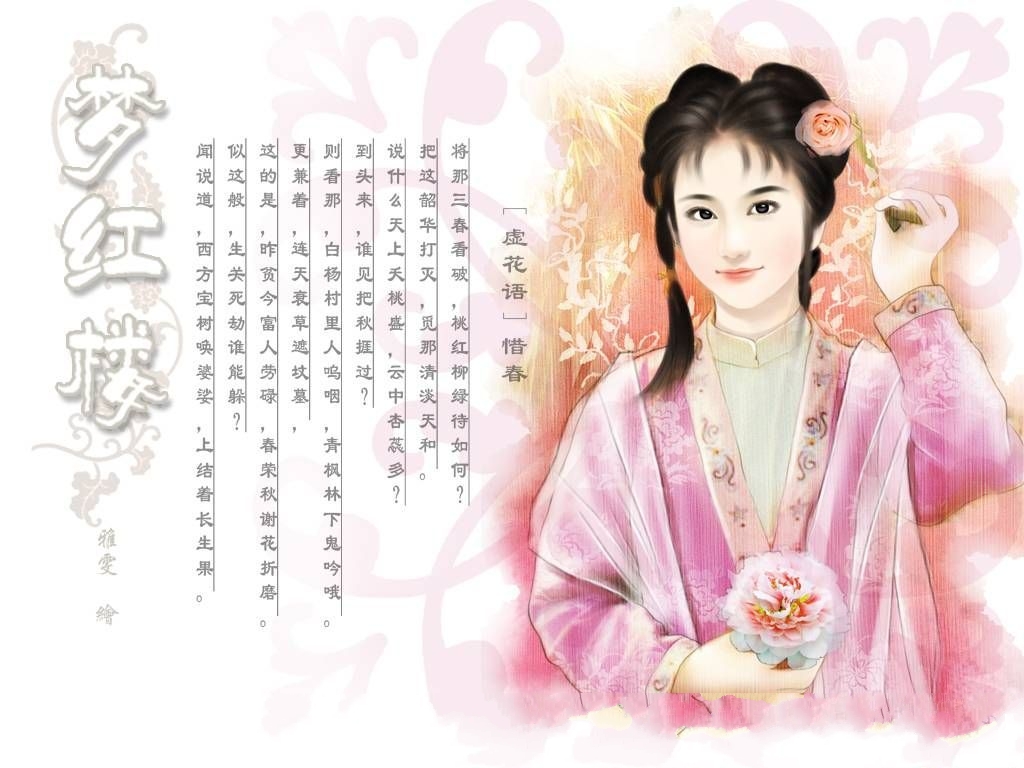 [虚花语] 惜春
将那三春看破，桃红柳绿待如何？
把这韶华打灭，觅那清淡天和。
说什么天上夭桃盛，云中杏蕊多？
到头来，谁见把秋捱过？
则看那，白杨村里人呜咽，青枫林下鬼吟哦。
更兼着，连天衰草遮坟墓，
这的是，昨贫今富人劳碌，春荣秋谢花折磨。
似这般，生关死劫谁能躲？
闻说道，西方宝树唤婆娑，上结着长生果。
梦红楼
雅雯 繪